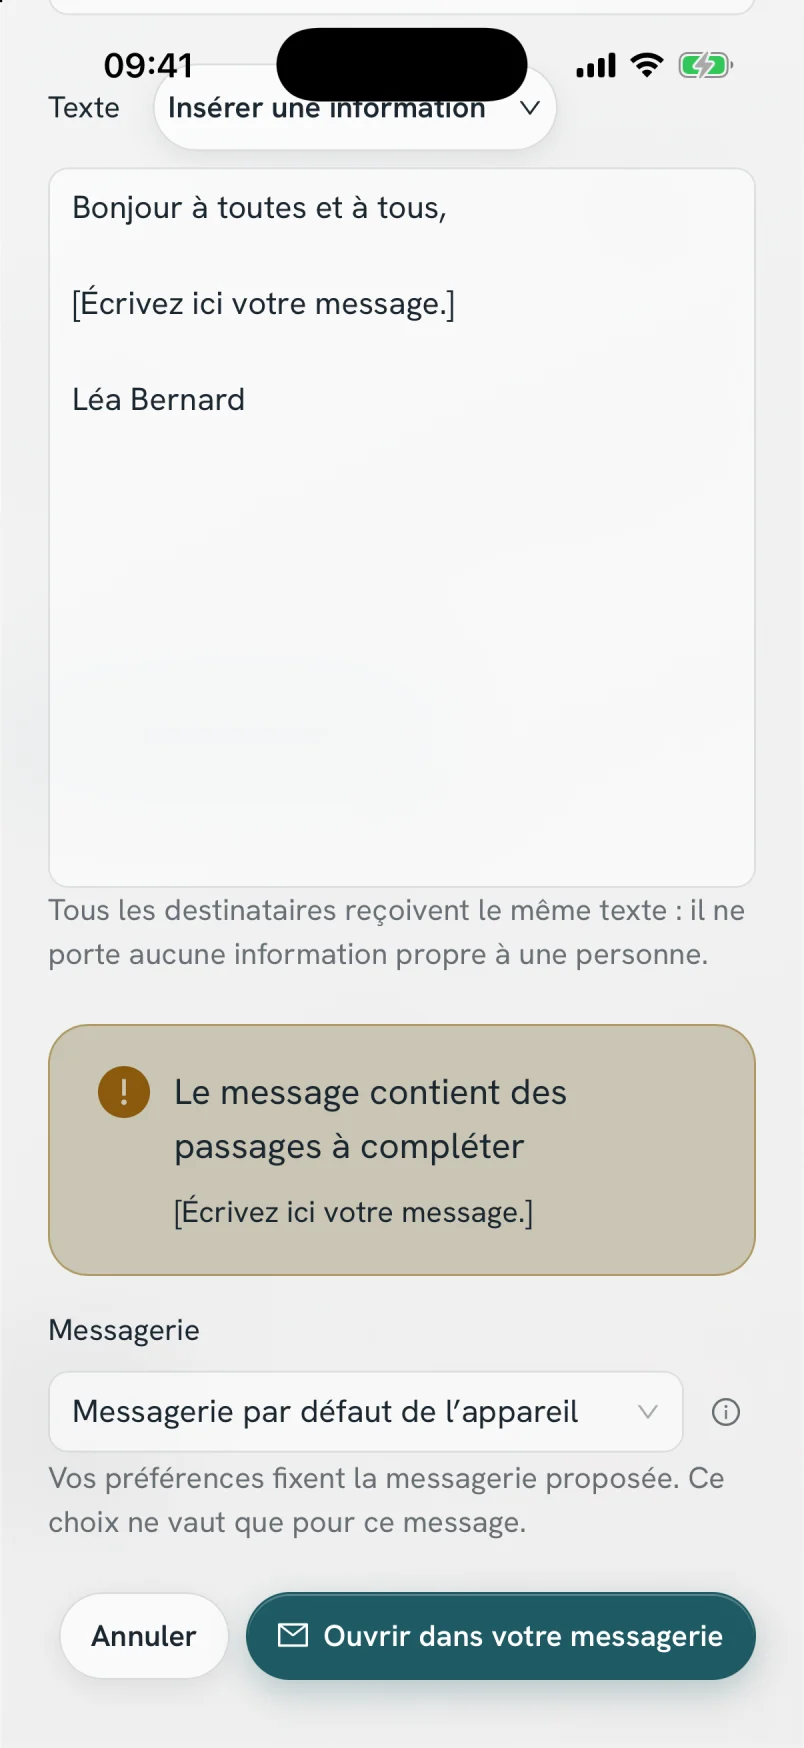 09:41
Texte
Insérer une information
Bonjour à toutes et à tous,
[Écrivez ici votre message.]
Léa Bernard
Tous les destinataires reçoivent le même texte : il ne
porte aucune information propre à une personne.
Le message contient des
passages à compléter
[Écrivez ici votre message.]
Messagerie
Messagerie par défaut de l’appareil
Vos préférences fixent la messagerie proposée. Ce
choix ne vaut que pour ce message.
Annuler
Ouvrir dans votre messagerie